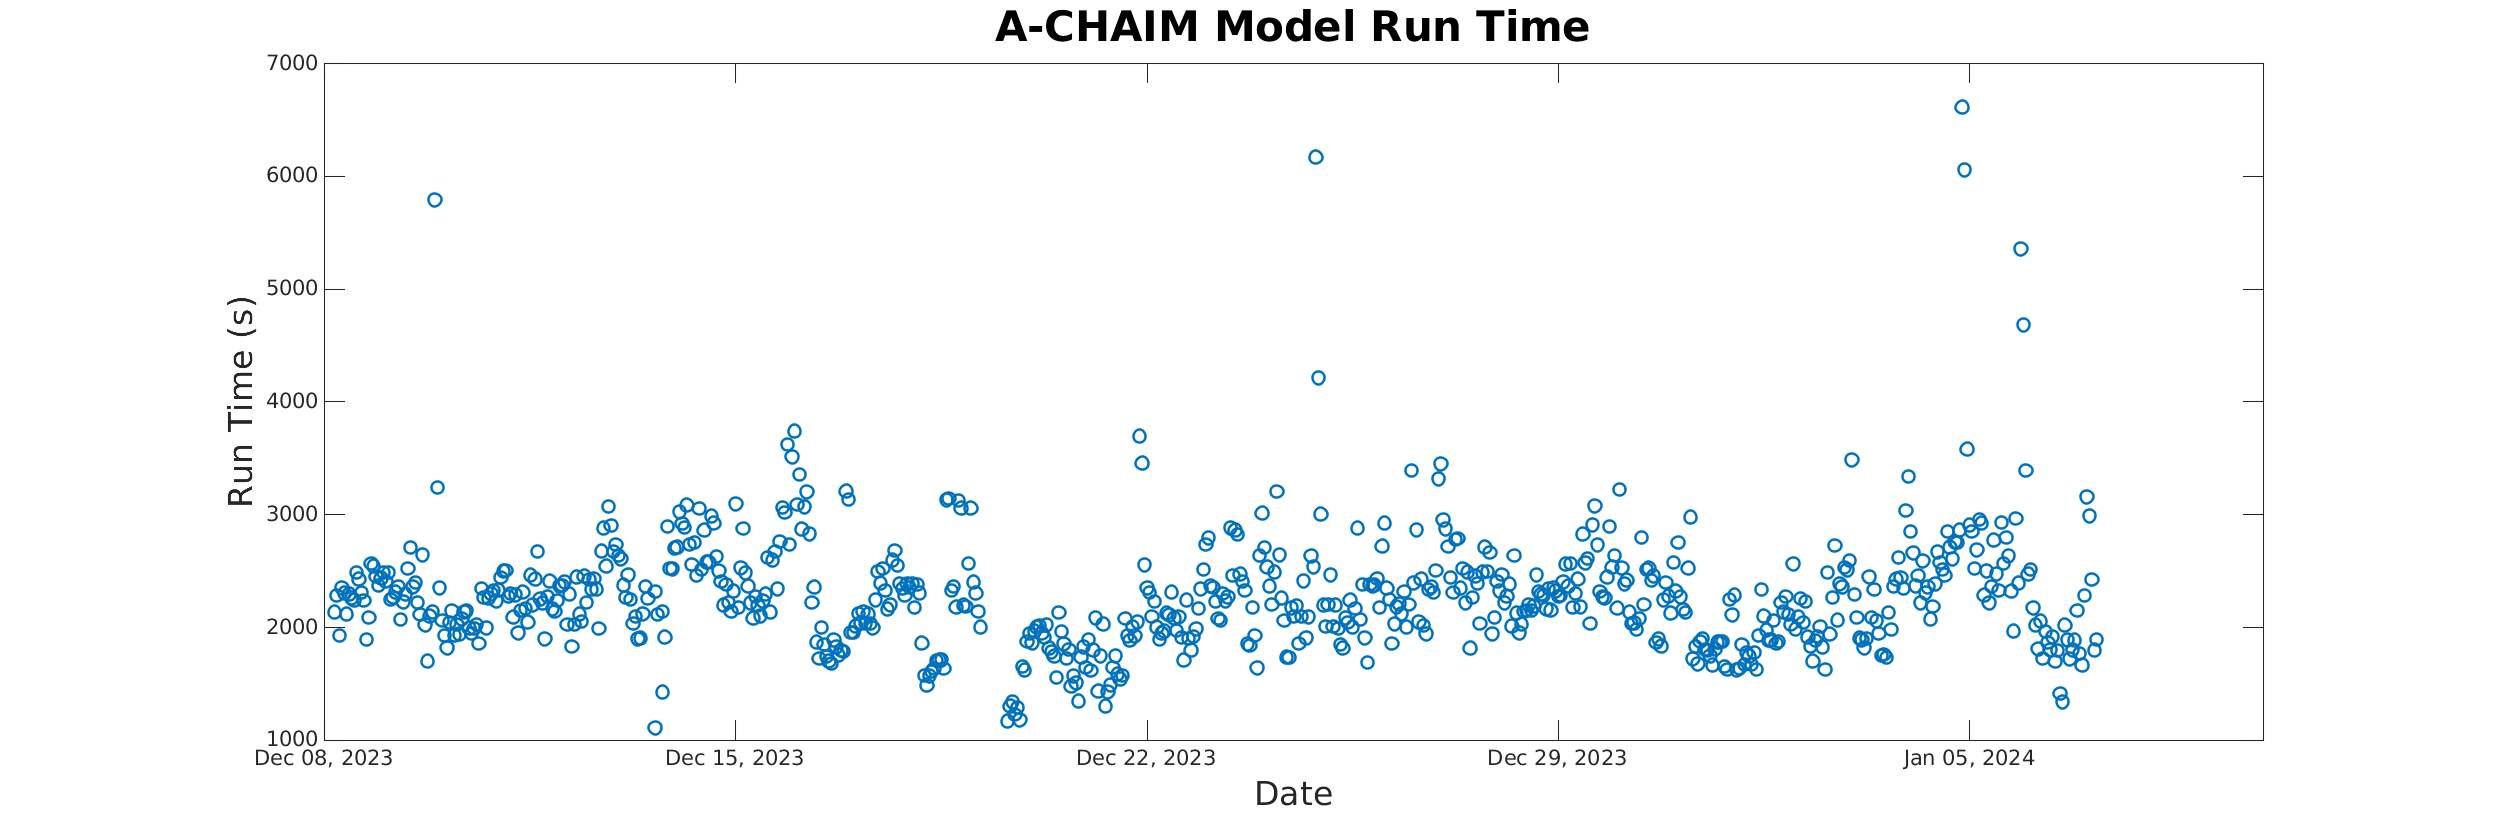 A-CHAIM Model Run Time
7000
6000
5000
4000
3000
2000
1000
Run Time (s)
Dec 08, 2023 Dec 15, 2023 Dec 22, 2023 Dec 29, 2023 Jan 05, 2024
Date